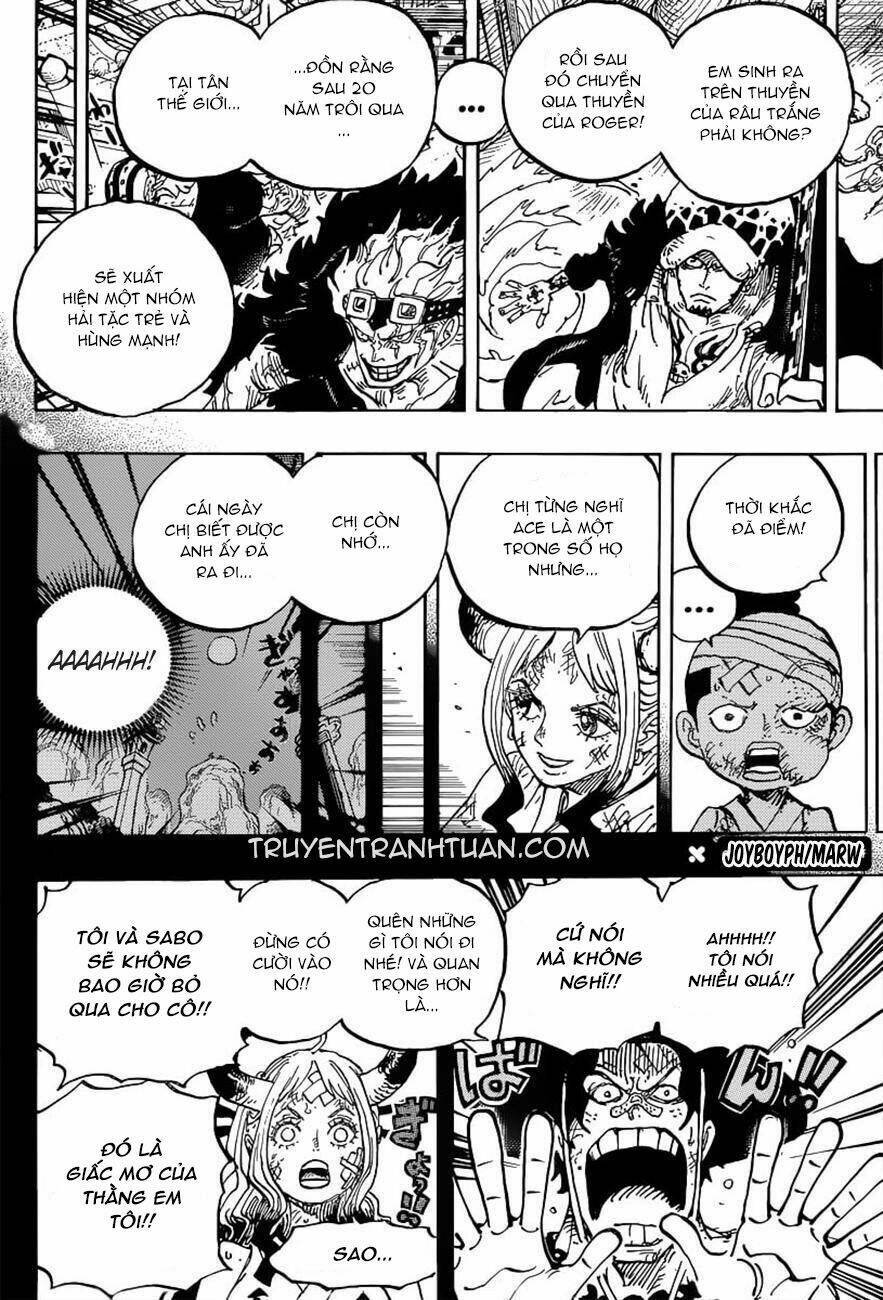 EM SINH RA
TRÊN THUYỀN
CỦA RÂU TRẮNG
PHẢI KHÔNG?
RỒI SAU
ĐÓ CHUYỂN
QUA THUYỀN
CỦA ROGER!
...
...ĐỒN RẰNG
SAU 20
NĂM TRÔI QUA
...
TẠI TÂN
THẾ GIỚI...
SẼ XUẤT
HIỆN MỘT NHÓM
HẢI TẶC TRẺ VÀ
HÙNG MẠNH!
THỜI KHẮC
ĐÃ ĐIỂM!
...
CHỊ TỪNG NGHĨ
ACE LÀ MỘT
TRONG SỐ HỌ
NHƯNG...
CHỊ CÒN
NHỚ...
CÁI NGÀY
CHỊ BIẾT ĐƯỢC
ANH ẤY ĐÃ
RA ĐI...
AAAAHHH!
TRUYENTRANHTUAN.COM
JOYBOYPH/MARW
AHHHH!!
TÔI NÓI
NHIỀU QUÁ!!
CỨ NÓI
MÀ KHÔNG
NGHĨ!!
QUÊN NHỮNG
GÌ TÔI NÓI ĐI
NHÉ! VÀ QUAN
TRỌNG HƠN
LÀ...
ĐỪNG CÓ
CƯỜI VÀO
NÓ!!
TÔI VÀ SABO
SẼ KHÔNG
BAO GIỜ BỎ
QUA CHO CÔ!!
ばん!!
ぎょっ!!
ĐÓ LÀ
GIẤC MƠ CỦA
THẰNG EM
TÔI!!
SAO...